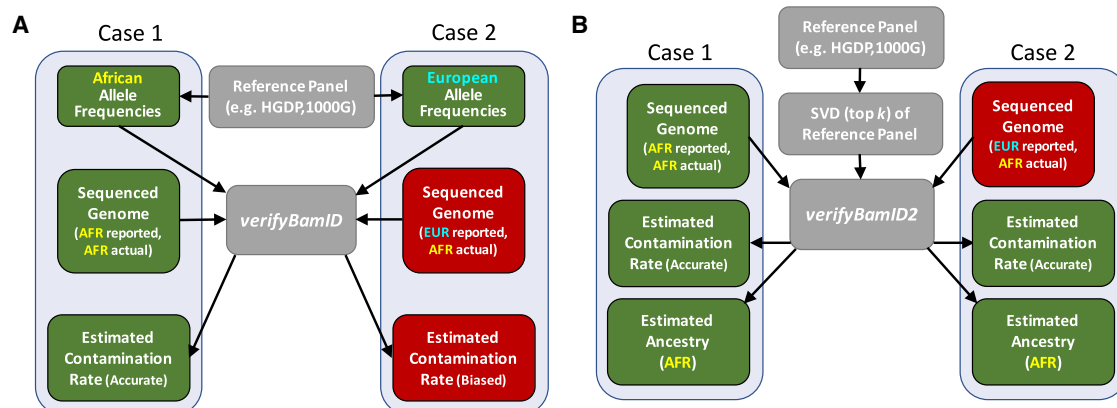 A
Case 1
Case 2
African
Allele
Frequencies
Reference Panel
(e.g. HGDP,1000G)
European
Allele
Frequencies
Sequenced
Genome
(AFR reported,
AFR actual)
verifyBamID
Sequenced
Genome
(EUR reported,
AFR actual)
Estimated
Contamination
Rate (Accurate)
Estimated
Contamination
Rate (Biased)
B
Reference Panel
(e.g. HGDP,1000G)
Case 1
Case 2
SVD (top k) of
Reference Panel
Sequenced
Genome
(AFR reported,
AFR actual)
Sequenced
Genome
(EUR reported,
AFR actual)
verifyBamID2
Estimated
Contamination
Rate (Accurate)
Estimated
Contamination
Rate (Accurate)
Estimated
Ancestry
(AFR)
Estimated
Ancestry
(AFR)